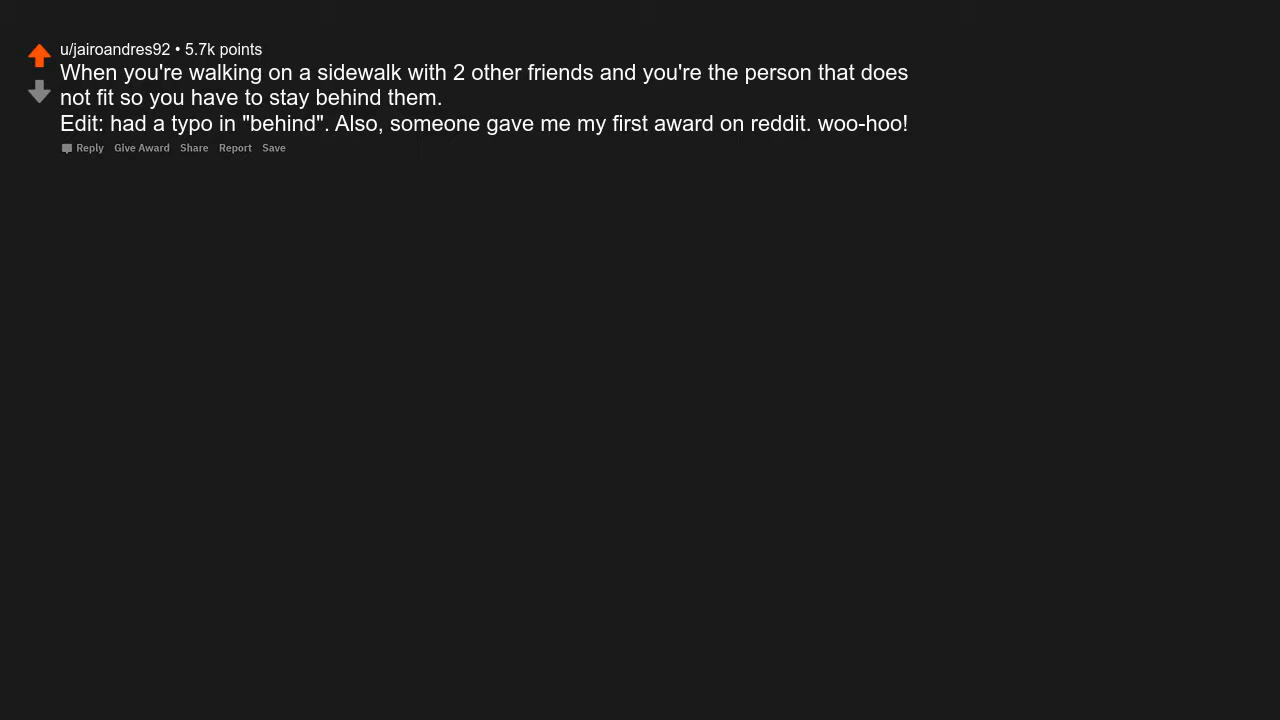 u/jairoandres92 • 5.7k points
When you're walking on a sidewalk with 2 other friends and you're the person that does
not fit so you have to stay behind them.
Edit: had a typo in "behind". Also, someone gave me my first award on reddit. woo-hoo!
Reply Give Award Share Report Save